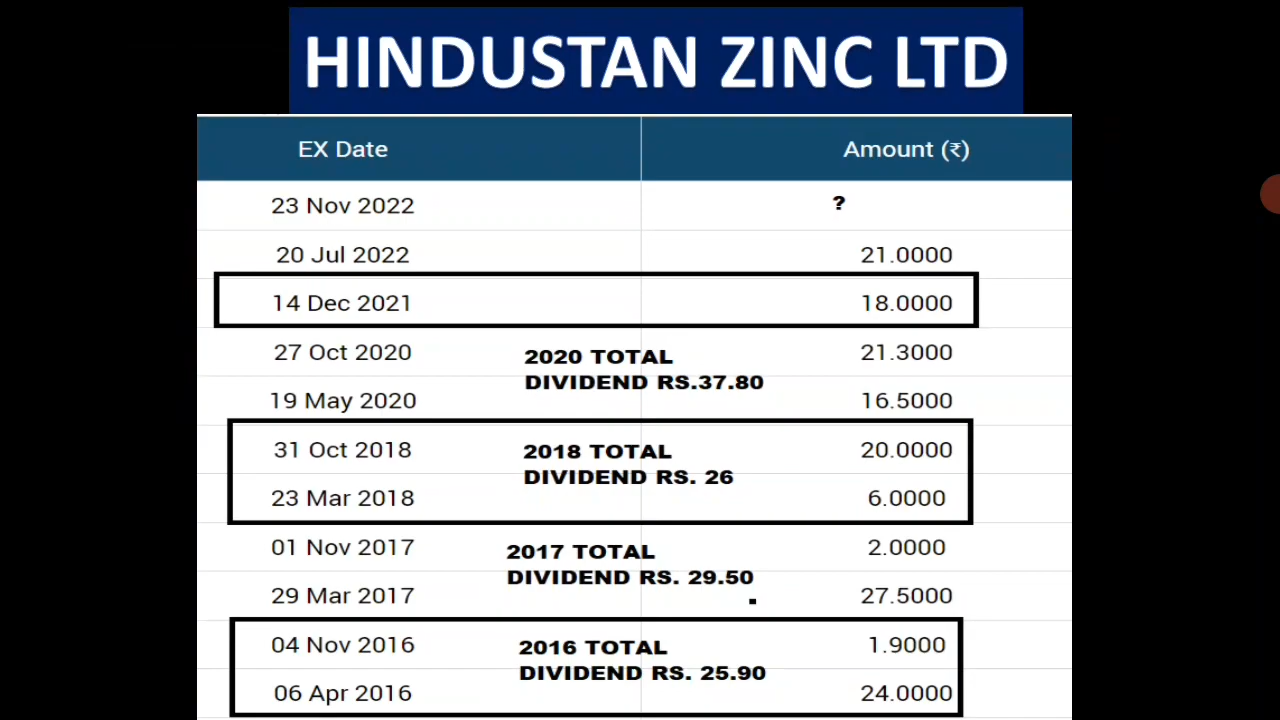 HINDUSTAN ZINC LTD
EX Date Amount (₹)
23 Nov 2022 ?
20 Jul 2022 21.0000
14 Dec 2021 18.0000
27 Oct 2020 21.3000
2020 TOTAL
DIVIDEND RS.37.80
19 May 2020 16.5000
31 Oct 2018 20.0000
2018 TOTAL
DIVIDEND RS. 26
23 Mar 2018 6.0000
01 Nov 2017 2.0000
2017 TOTAL
DIVIDEND RS. 29.50
29 Mar 2017 27.5000
04 Nov 2016 1.9000
2016 TOTAL
DIVIDEND RS. 25.90
06 Apr 2016 24.0000